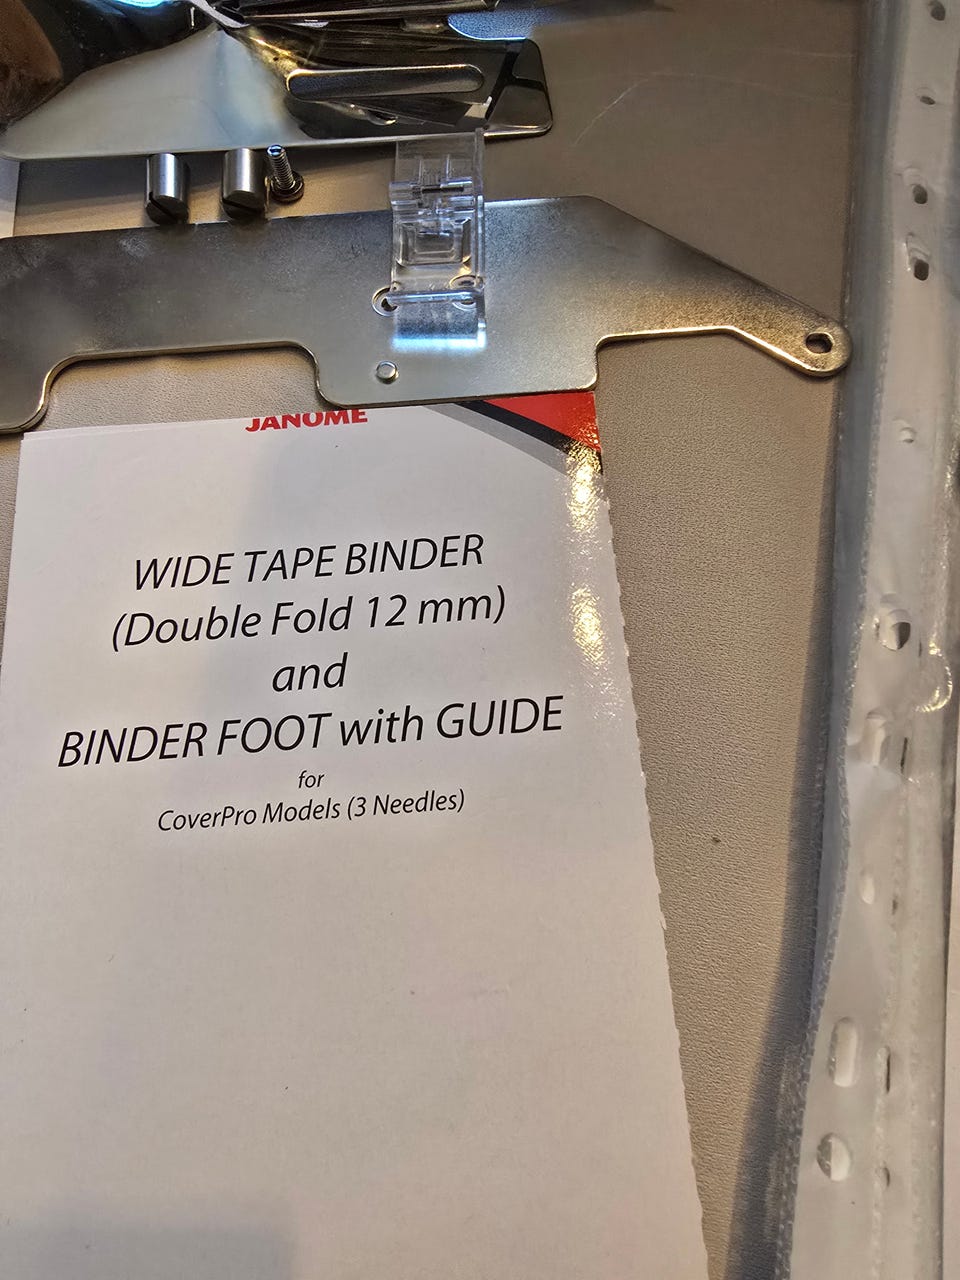 JANOME
WIDE TAPE BINDER
(Double Fold 12 mm)
and
BINDER FOOT with GUIDE
for
CoverPro Models (3 Needles)